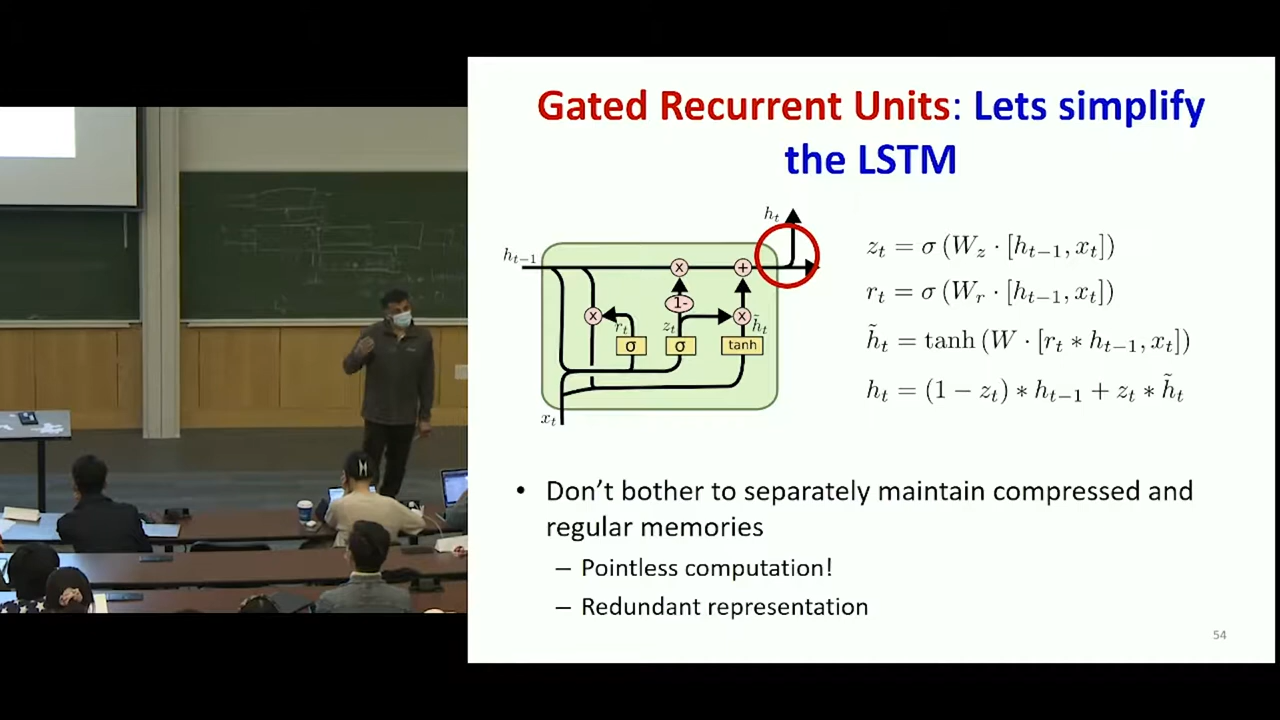 Gated Recurrent Units: Lets simplify
the LSTM
h_t
h_{t-1}
x
+
1-
x
x
r_t
z_t
h̃_t
σ
σ
tanh
x_t
z_t = σ (W_z · [h_{t-1}, x_t])
r_t = σ (W_r · [h_{t-1}, x_t])
h̃_t = tanh (W · [r_t * h_{t-1}, x_t])
h_t = (1 − z_t) * h_{t-1} + z_t * h̃_t
• Don’t bother to separately maintain compressed and
regular memories
– Pointless computation!
– Redundant representation
54